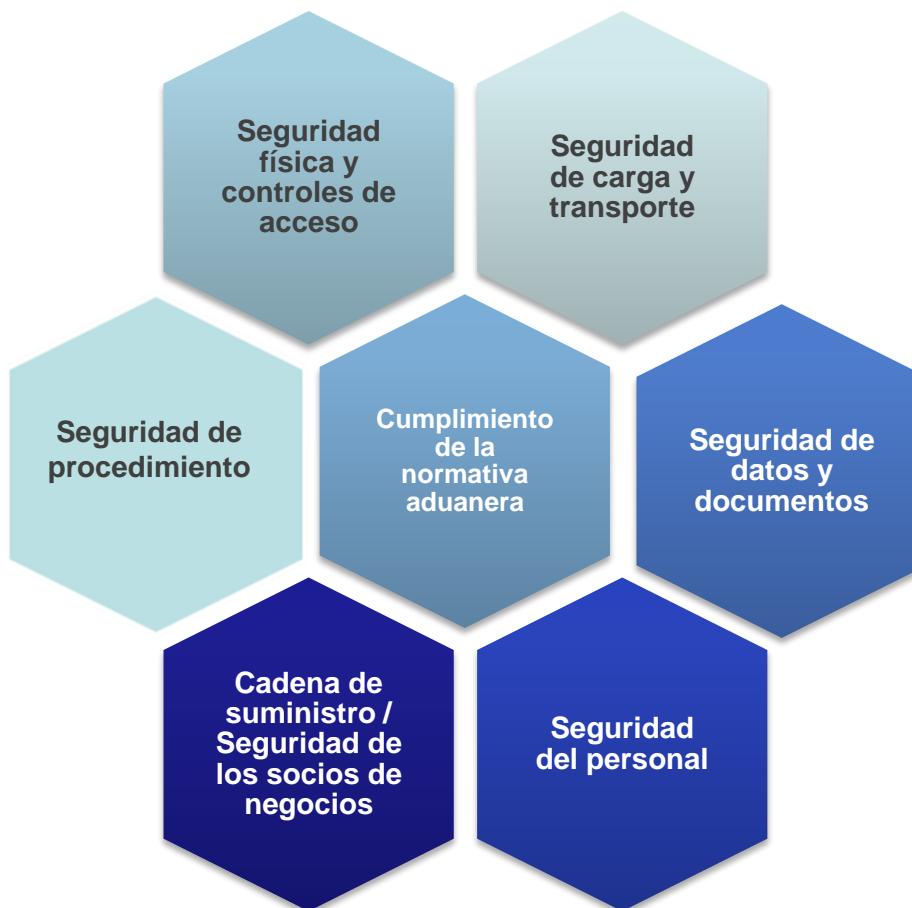 Seguridad
física y
controles de
acceso
Seguridad
de carga y
transporte
Seguridad de
procedimiento
Cumplimiento
de la
normativa
aduanera
Seguridad de
datos y
documentos
Cadena de
suministro /
Seguridad de
los socios de
negocios
Seguridad
del personal